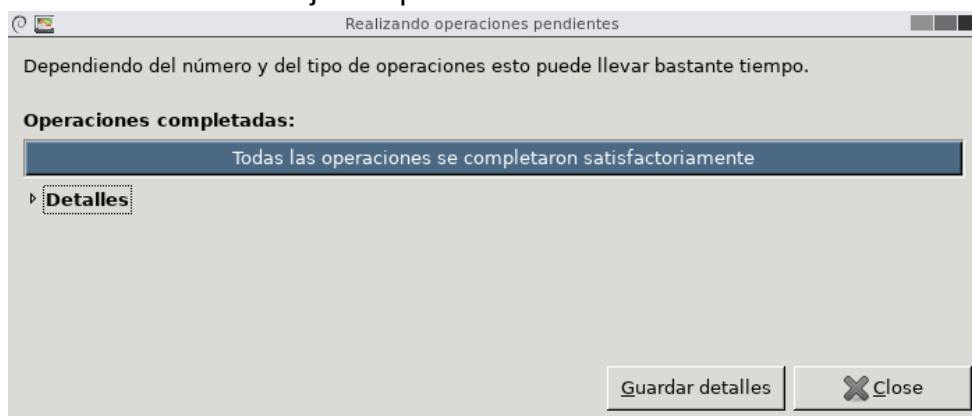 Realizando operaciones pendientes
Dependiendo del número y del tipo de operaciones esto puede llevar bastante tiempo.
Operaciones completadas:
Todas las operaciones se completaron satisfactoriamente
Detalles
Guardar detalles
Close